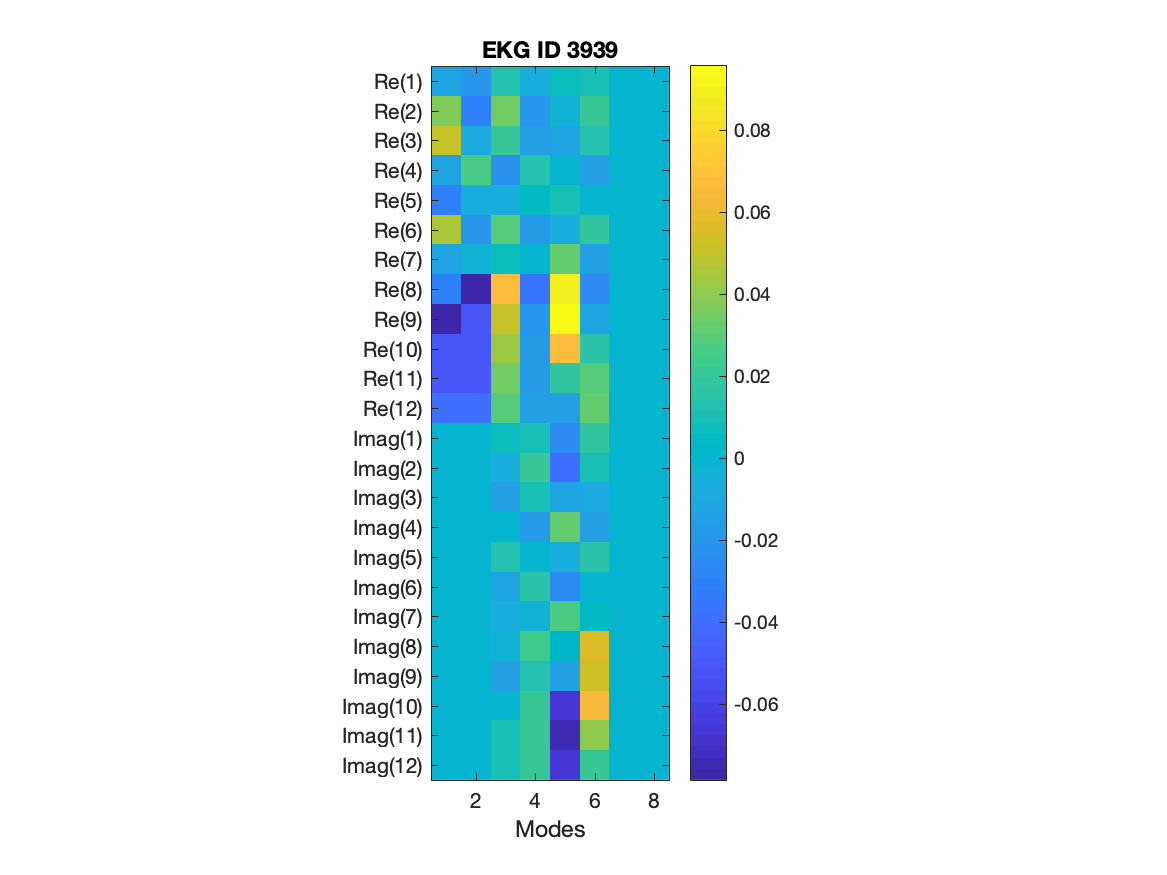 EKG ID 3939
Re(1)
Re(2)
Re(3)
Re(4)
Re(5)
Re(6)
Re(7)
Re(8)
Re(9)
Re(10)
Re(11)
Re(12)
Imag(1)
Imag(2)
Imag(3)
Imag(4)
Imag(5)
Imag(6)
Imag(7)
Imag(8)
Imag(9)
Imag(10)
Imag(11)
Imag(12)
2 4 6 8
Modes
0.08
0.06
0.04
0.02
0
-0.02
-0.04
-0.06